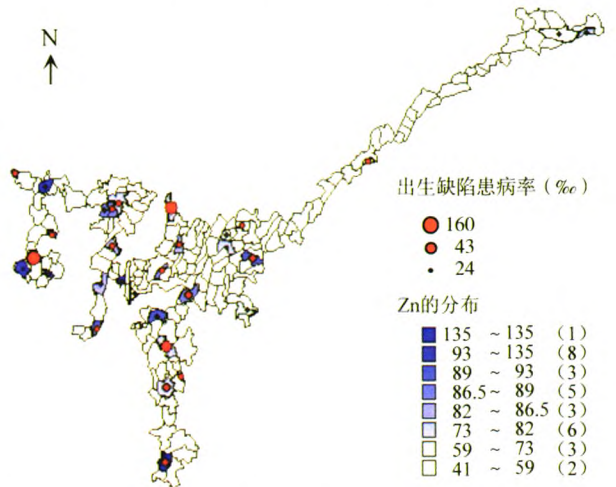 N
出生缺陷患病率（‰）
160
43
24
Zn的分布
135 ~ 135 (1)
93 ~ 135 (8)
89 ~ 93 (3)
86.5 ~ 89 (5)
82 ~ 86.5 (3)
73 ~ 82 (6)
59 ~ 73 (3)
41 ~ 59 (2)